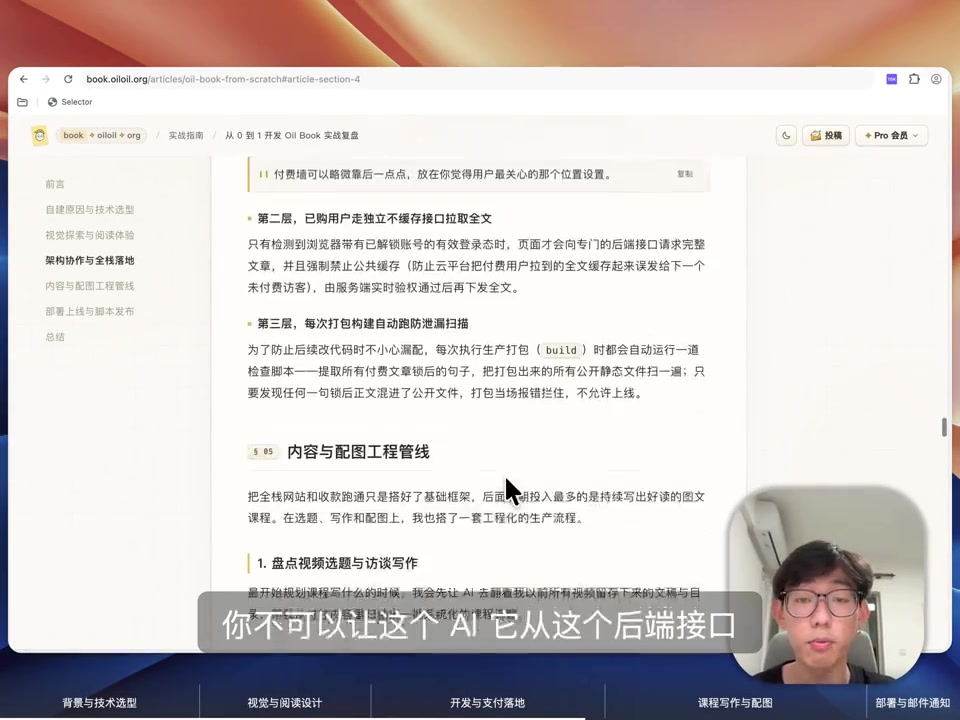 book.oiloil.org/articles/oil-book-from-scratch#article-section-4
Selector
book ✧ oiloil ✧ org / 实战指南 / 从 0 到 1 开发 Oil Book 实战复盘
投稿
Pro 会员
前言
自建原因与技术选型
视觉探索与阅读体验
架构协作与全栈落地
内容与配图工程管线
部署上线与脚本发布
总结
付费墙可以略微靠后一点点，放在你觉得用户最关心的那个位置设置。
复制
第二层，已购用户走独立不缓存接口拉取全文
只有检测到浏览器带有已解锁账号的有效登录态时，页面才会向专门的后端接口请求完整
文章，并且强制禁止公共缓存（防止云平台把付费用户拉到的全文缓存起来误发给下一个
未付费访客），由服务端实时验权通过后再下发全文。
第三层，每次打包构建自动跑防泄漏扫描
为了防止后续改代码时不小心漏配，每次执行生产打包（ build ）时都会自动运行一道
检查脚本——提取所有付费文章锁后的句子，把打包出来的所有公开静态文件扫一遍；只
要发现任何一句锁后正文混进了公开文件，打包当场报错拦住，不允许上线。
§ 05 内容与配图工程管线
把全栈网站和收款跑通只是搭好了基础框架，后面 期投入最多的是持续写出好读的图文
课程。在选题、写作和配图上，我也搭了一套工程化的生产流程。
1. 盘点视频选题与访谈写作
最开始规划课程写什么的时候，我会先让 AI 去翻看我以前所有视频留存下来的文稿与目
录
你不可以让这个 AI 它从这个后端接口
背景与技术选型
视觉与阅读设计
开发与支付落地
课程写作与配图
部署与邮件通知